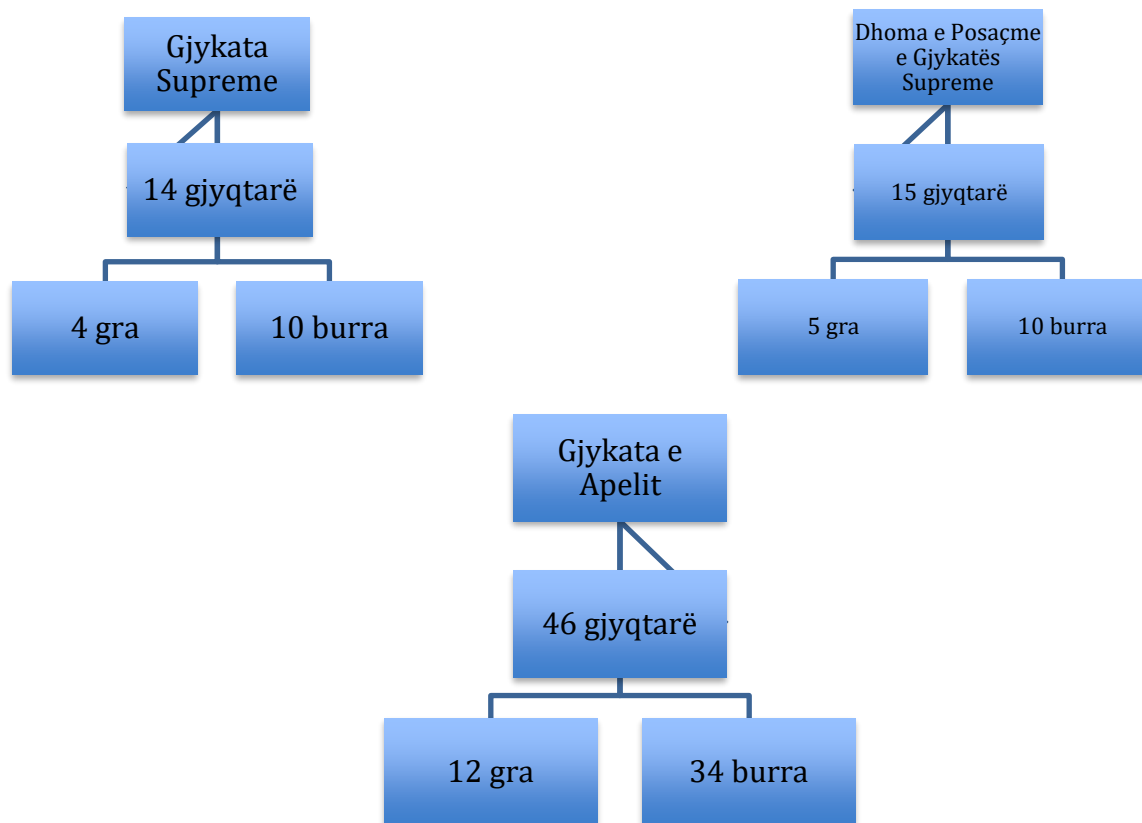 Gjykata
Supreme
14 gjyqtarë
4 gra
10 burra
Dhoma e Posaçme
e Gjykatës
Supreme
15 gjyqtarë
5 gra
10 burra
Gjykata e
Apelit
46 gjyqtarë
12 gra
34 burra